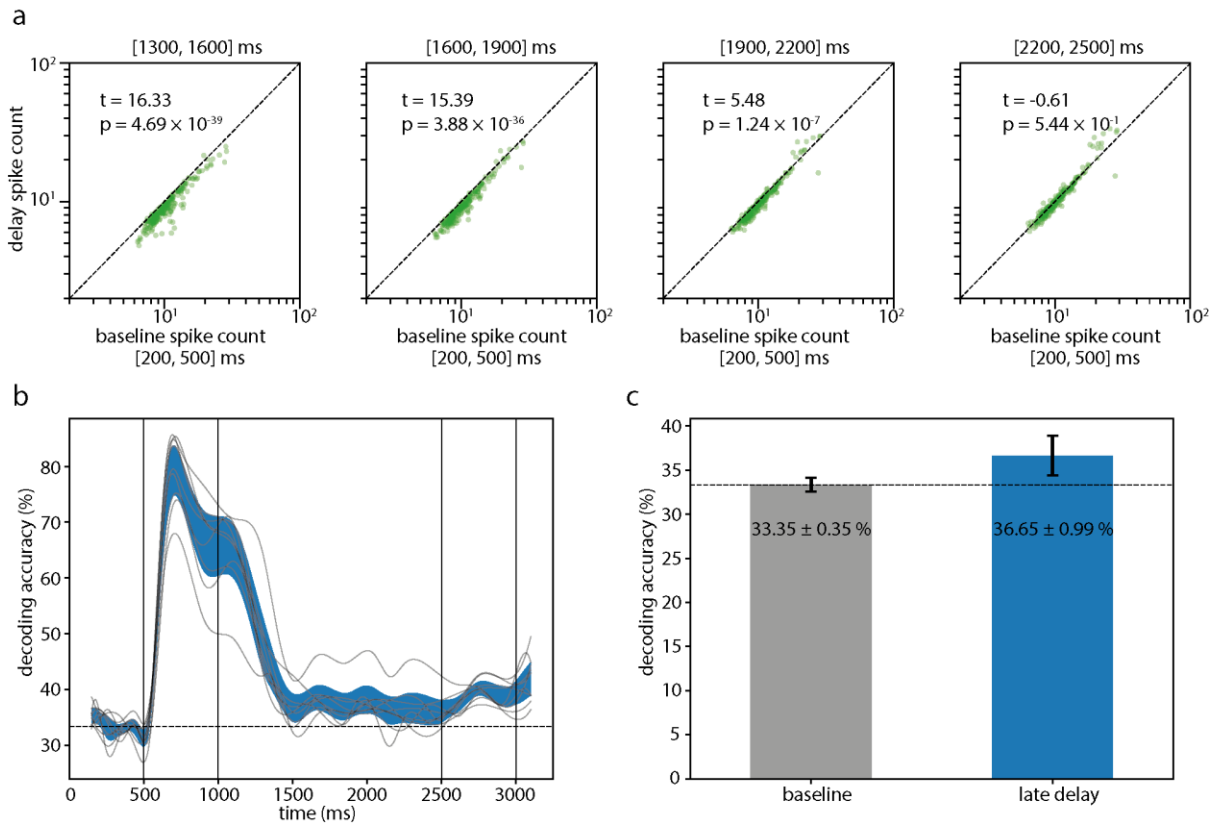 a
[1300, 1600] ms
[1600, 1900] ms
[1900, 2200] ms
[2200, 2500] ms
delay spike count
10²
10¹
t = 16.33
p = 4.69 × 10⁻³⁹
t = 15.39
p = 3.88 × 10⁻³⁶
t = 5.48
p = 1.24 × 10⁻⁷
t = -0.61
p = 5.44 × 10⁻¹
10¹ 10²
10¹ 10²
10¹ 10²
10¹ 10²
baseline spike count
[200, 500] ms
baseline spike count
[200, 500] ms
baseline spike count
[200, 500] ms
baseline spike count
[200, 500] ms
b
decoding accuracy (%)
80
70
60
50
40
30
0 500 1000 1500 2000 2500 3000
time (ms)
c
decoding accuracy (%)
40
35
30
25
20
15
10
5
0
33.35 ± 0.35 %
36.65 ± 0.99 %
baseline
late delay